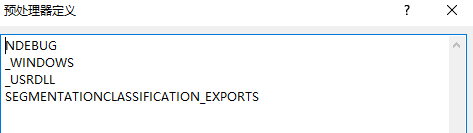 预处理器定义
NDEBUG
_WINDOWS
_USRDLL
SEGMENTATIONCLASSIFICATION_EXPORTS